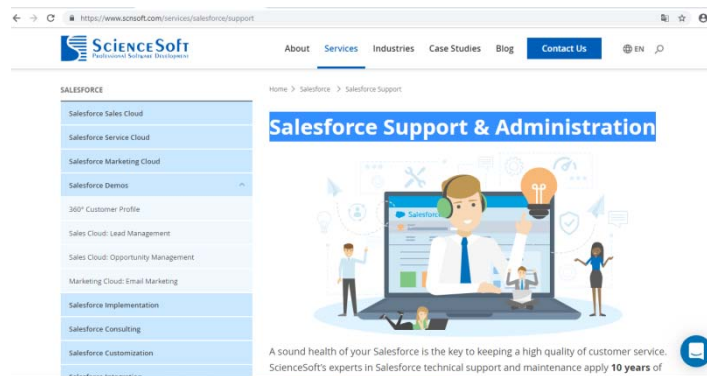 https://www.scnsoft.com/services/salesforce/support
ScienceSoft
Professional Software Development
About Services Industries Case Studies Blog Contact Us EN
SALESFORCE
Home > Salesforce > Salesforce Support
Salesforce Sales Cloud
Salesforce Service Cloud
Salesforce Marketing Cloud
Salesforce Demos
360° Customer Profile
Sales Cloud: Lead Management
Sales Cloud: Opportunity Management
Marketing Cloud: Email Marketing
Salesforce Implementation
Salesforce Consulting
Salesforce Customization
Salesforce Integration
Salesforce Support & Administration
Salesforce
A sound health of your Salesforce is the key to keeping a high quality of customer service.
ScienceSoft's experts in Salesforce technical support and maintenance apply 10 years of